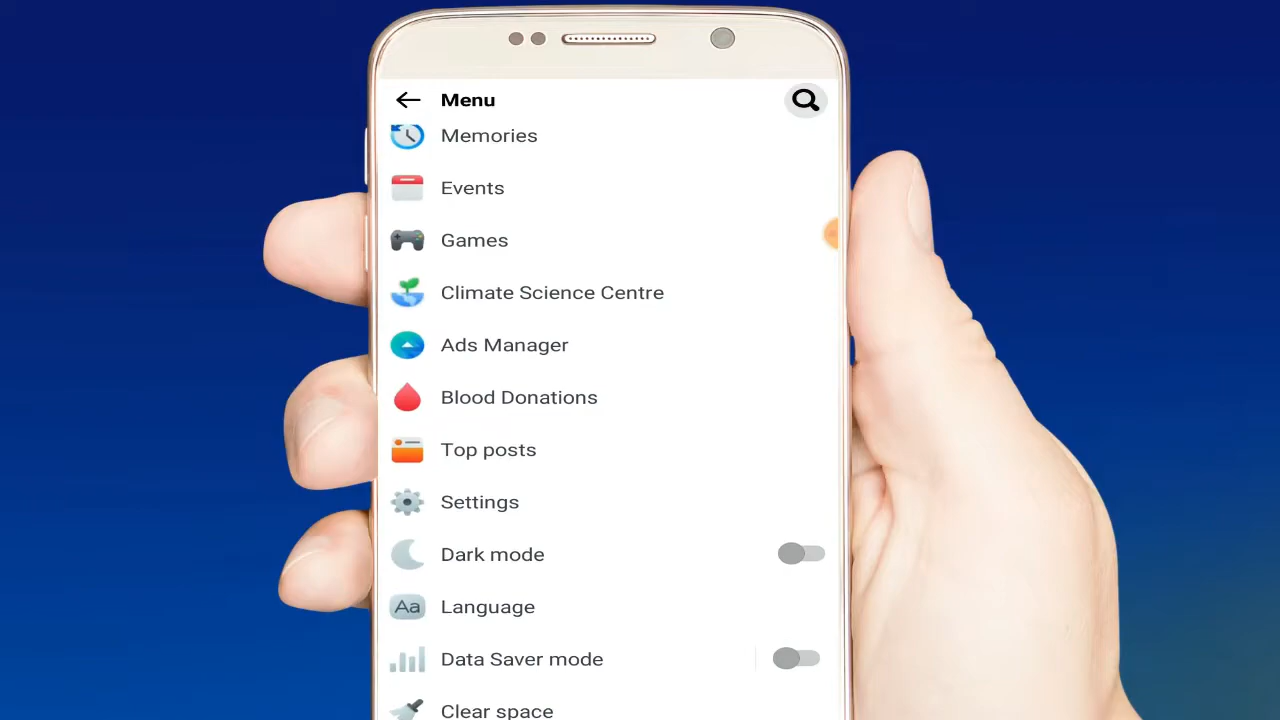 Menu
Memories
Events
Games
Climate Science Centre
Ads Manager
Blood Donations
Top posts
Settings
Dark mode
Aa Language
Data Saver mode
Clear space